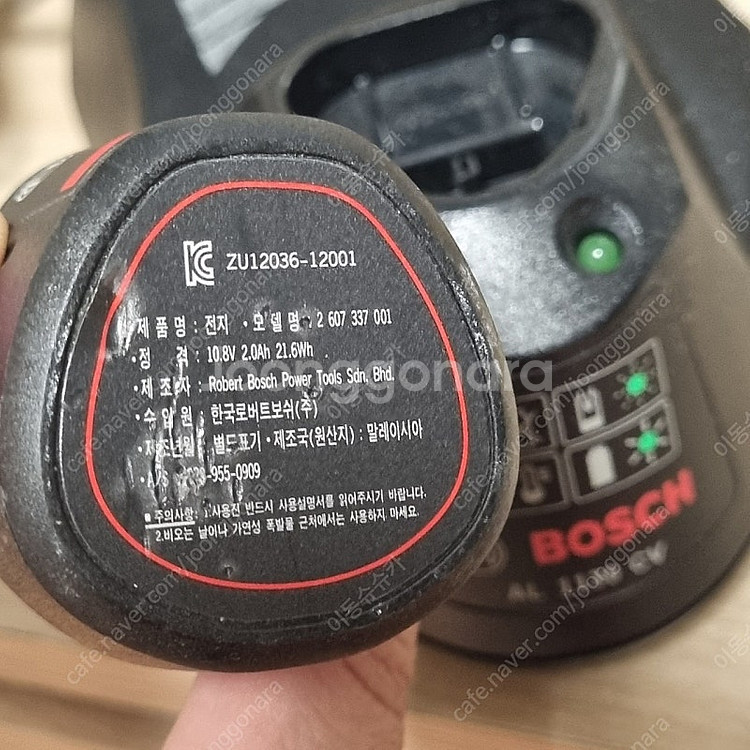 ZU12036-12001
제 품 명 : 전지 • 모 델 명 : 2 607 337 001
•정 격 : 10.8V 2.0Ah 21.6Wh
•제 조 자 : Robert Bosch Power Tools Sdn. Bhd.
•수 입 원 : 한국로버트보쉬(주)
•제조년월 : 별도표기 •제조국(원산지) : 말레이시아
•A/S -955-0909
■ 주의사항: 1.사용전 반드시 사용설명서를 읽어주시기 바랍니다.
2.비오는 날이나 가연성 폭발물 근처에서는 사용하지 마세요.
BOSCH
AL CV
joonggonara
cafe.naver.com/joonggonara